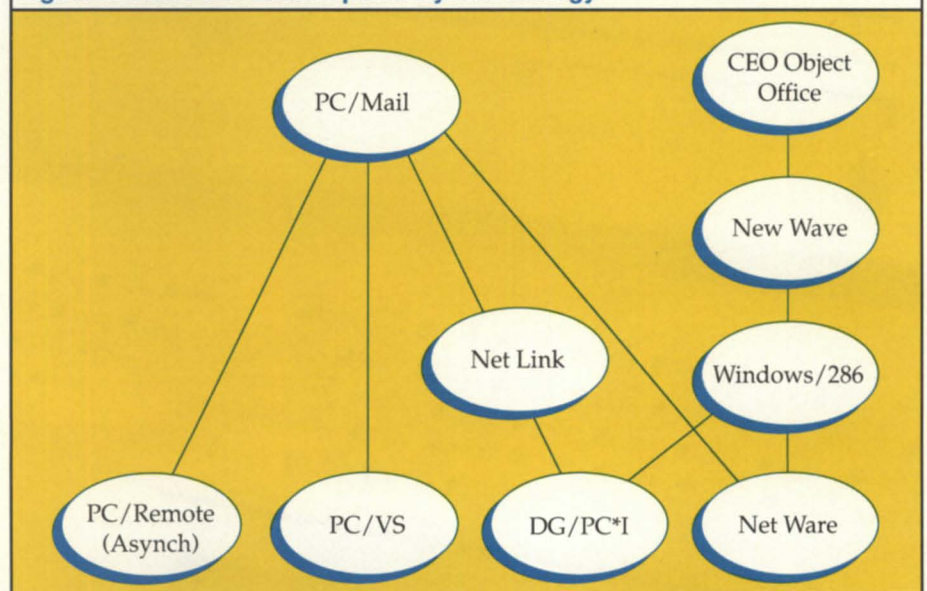 CEO Object
Office
PC/Mail
New Wave
Net Link
Windows/286
PC/Remote
(Asynch)
PC/VS
DG/PC*I
Net Ware